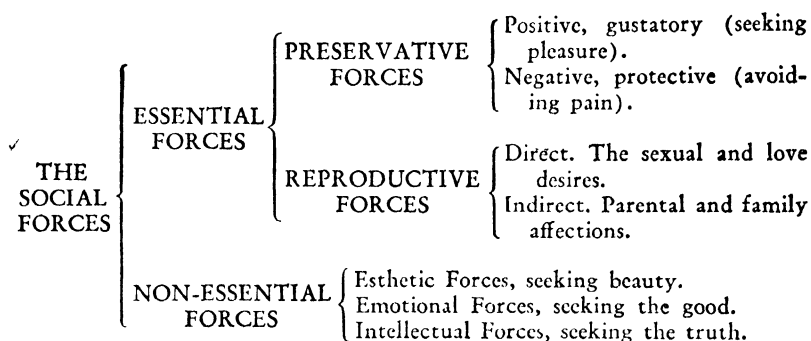 THE
SOCIAL
FORCES
ESSENTIAL
FORCES
PRESERVATIVE
FORCES
Positive, gustatory (seeking
pleasure).
Negative, protective (avoid-
ing pain).
REPRODUCTIVE
FORCES
Direct. The sexual and love
desires.
Indirect. Parental and family
affections.
NON-ESSENTIAL
FORCES
Esthetic Forces, seeking beauty.
Emotional Forces, seeking the good.
Intellectual Forces, seeking the truth.